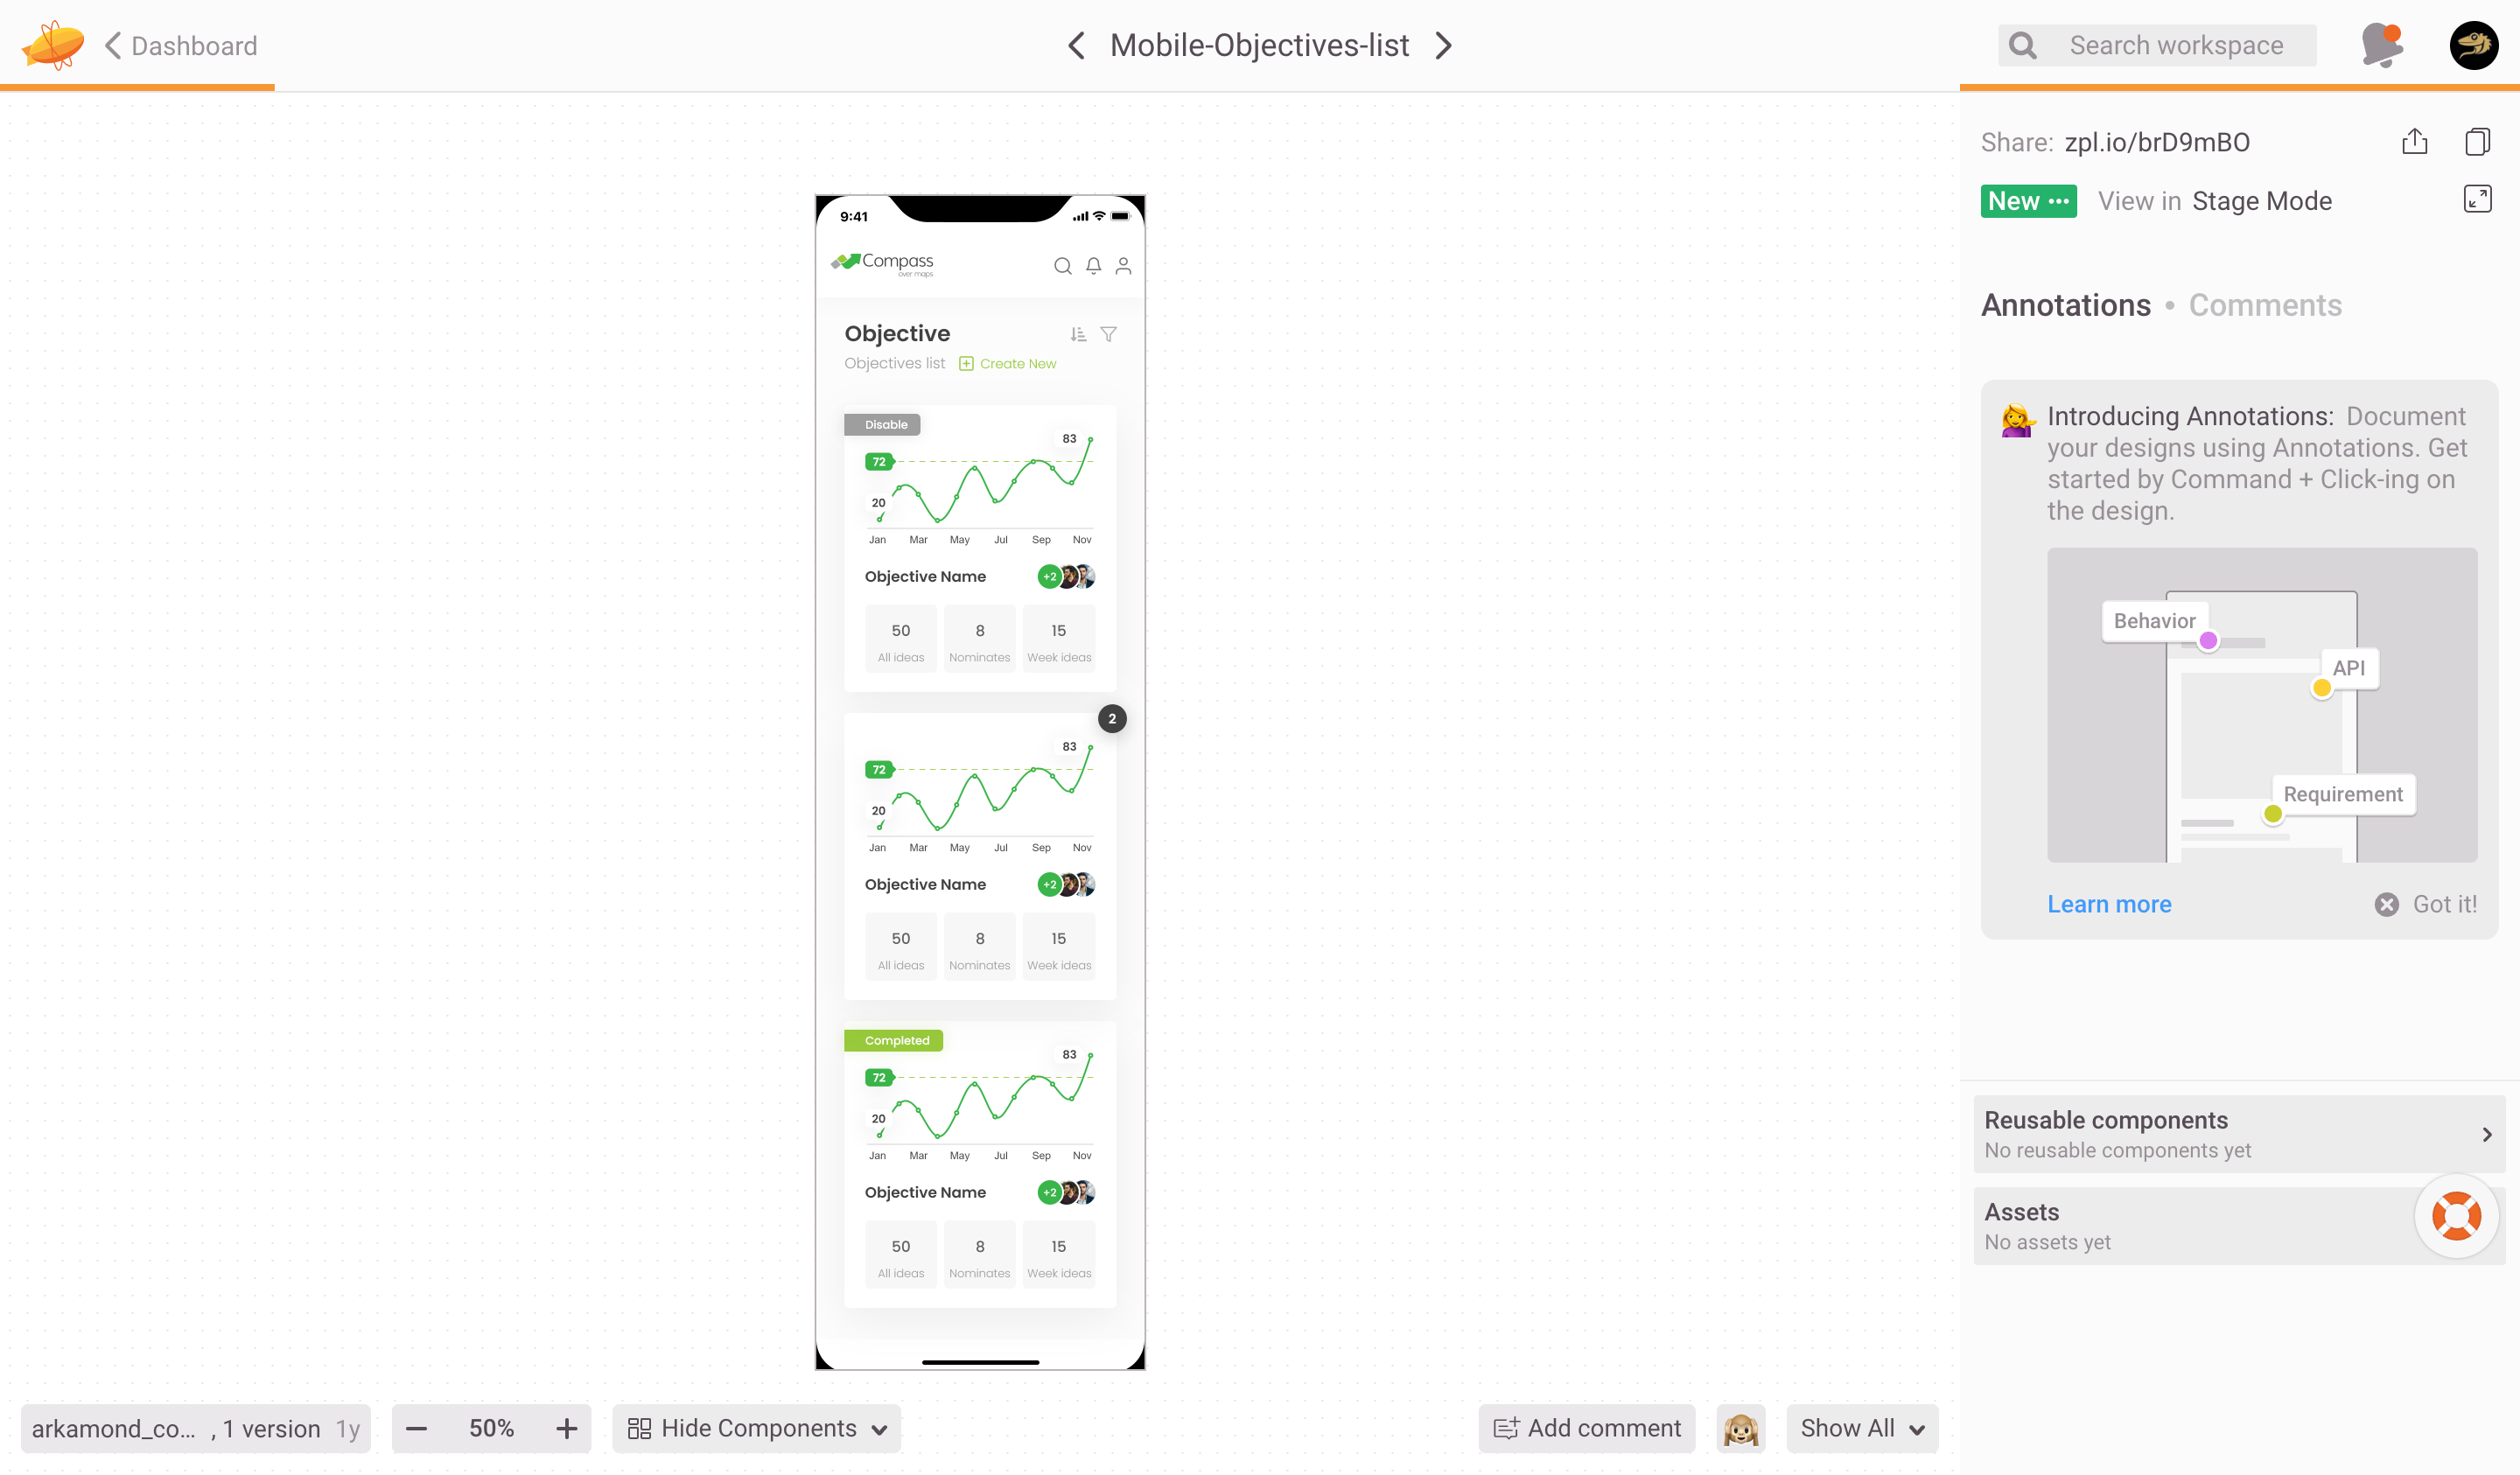 Dashboard
Mobile-Objectives-list
Search workspace
Share: zpl.io/brD9mBO
New ••• View in Stage Mode
Annotations • Comments
Introducing Annotations: Document
your designs using Annotations. Get
started by Command + Click-ing on
the design.
Behavior
API
Requirement
Learn more
Got it!
Reusable components
No reusable components yet
Assets
No assets yet
9:41
Compass
over maps
Objective
Objectives list
Create New
Disable
83
72
20
Jan Mar May Jul Sep Nov
Objective Name
+2
50 8 15
All ideas Nominates Week ideas
2
83
72
20
Jan Mar May Jul Sep Nov
Objective Name
+2
50 8 15
All ideas Nominates Week ideas
Completed
83
72
20
Jan Mar May Jul Sep Nov
Objective Name
+2
50 8 15
All ideas Nominates Week ideas
arkamond_co... , 1 version 1y
50%
Hide Components
Add comment
Show All